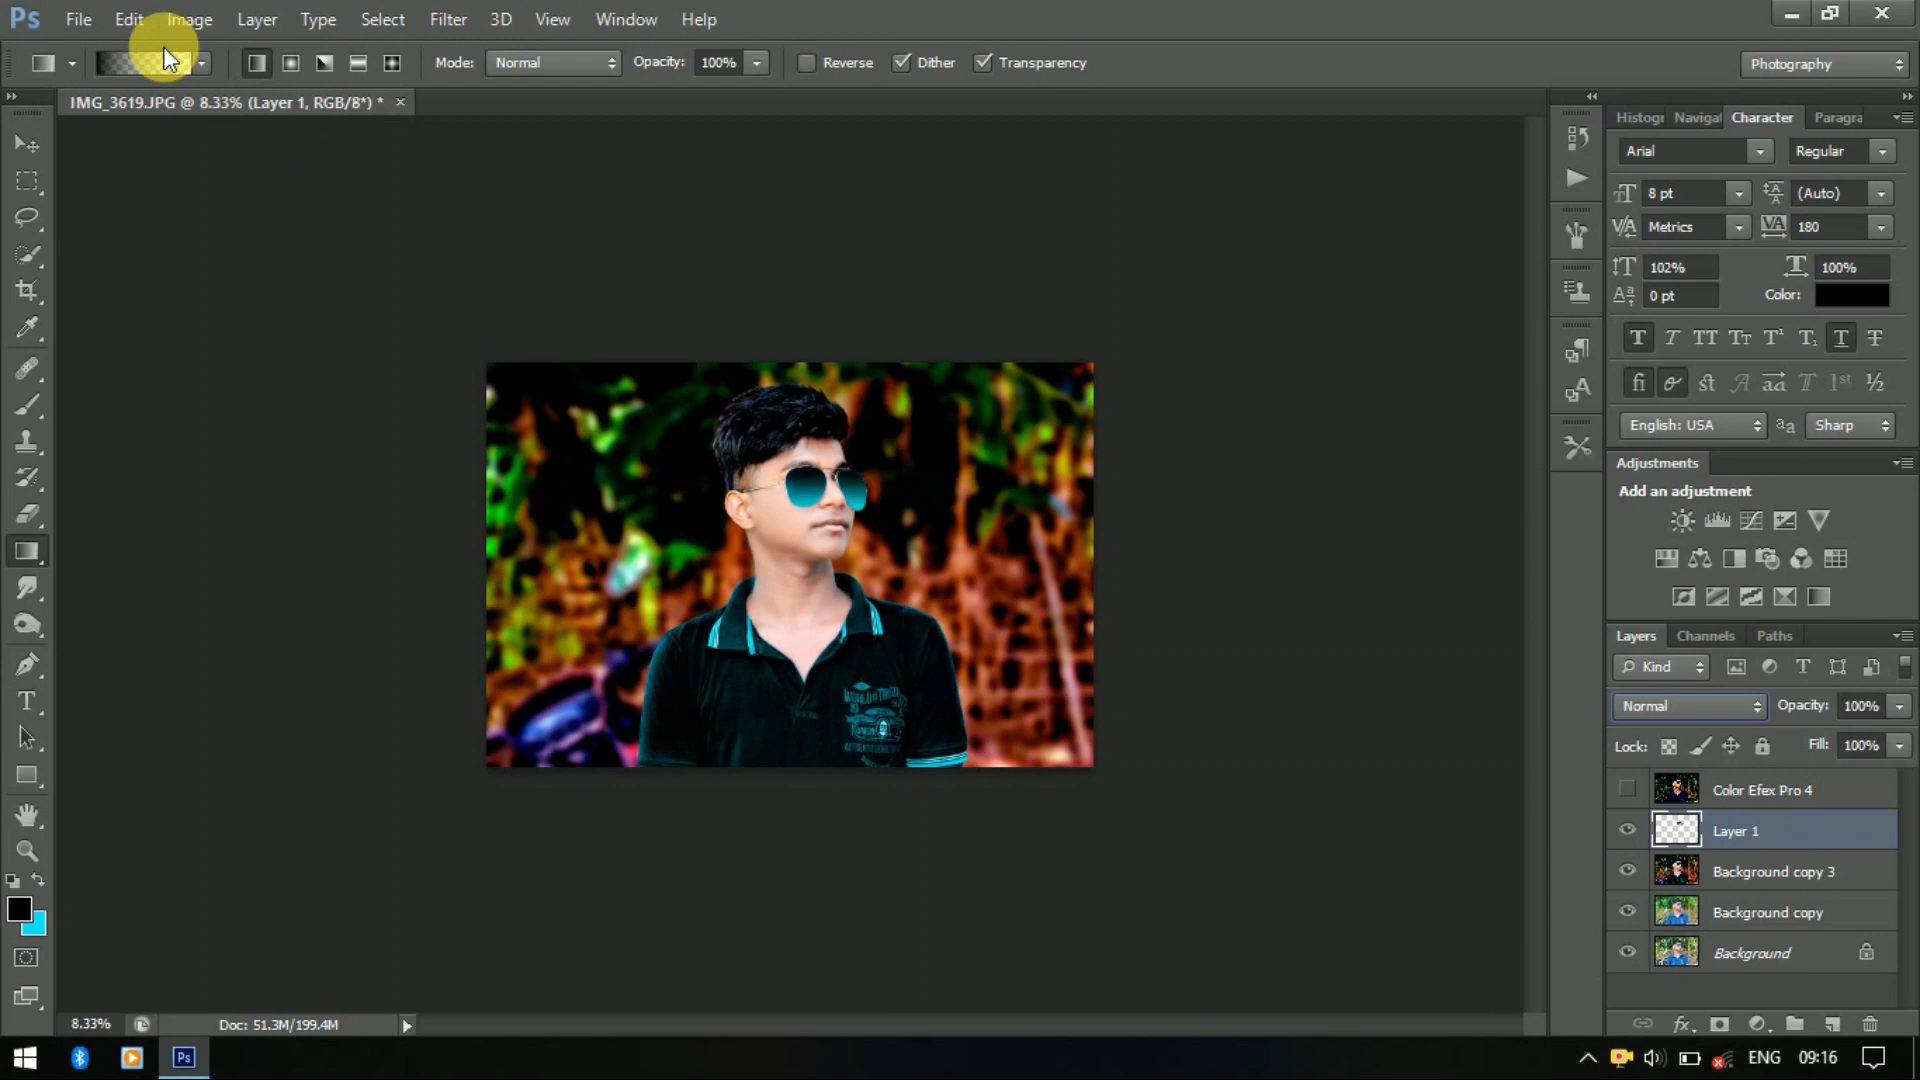 Ps File Edit Image Layer Type Select Filter 3D View Window Help
Mode: Normal Opacity: 100% Reverse Dither Transparency Photography
IMG_3619.JPG @ 8.33% (Layer 1, RGB/8*) *
Histogr Navigat Character Paragra
Arial Regular
8 pt (Auto)
Metrics 180
102% 100%
0 pt Color:
English: USA Sharp
Adjustments
Add an adjustment
Layers Channels Paths
Kind
Normal Opacity: 100%
Lock: Fill: 100%
Color Efex Pro 4
Layer 1
Background copy 3
Background copy
Background
8.33% Doc: 51.3M/199.4M
Ps ENG 09:16